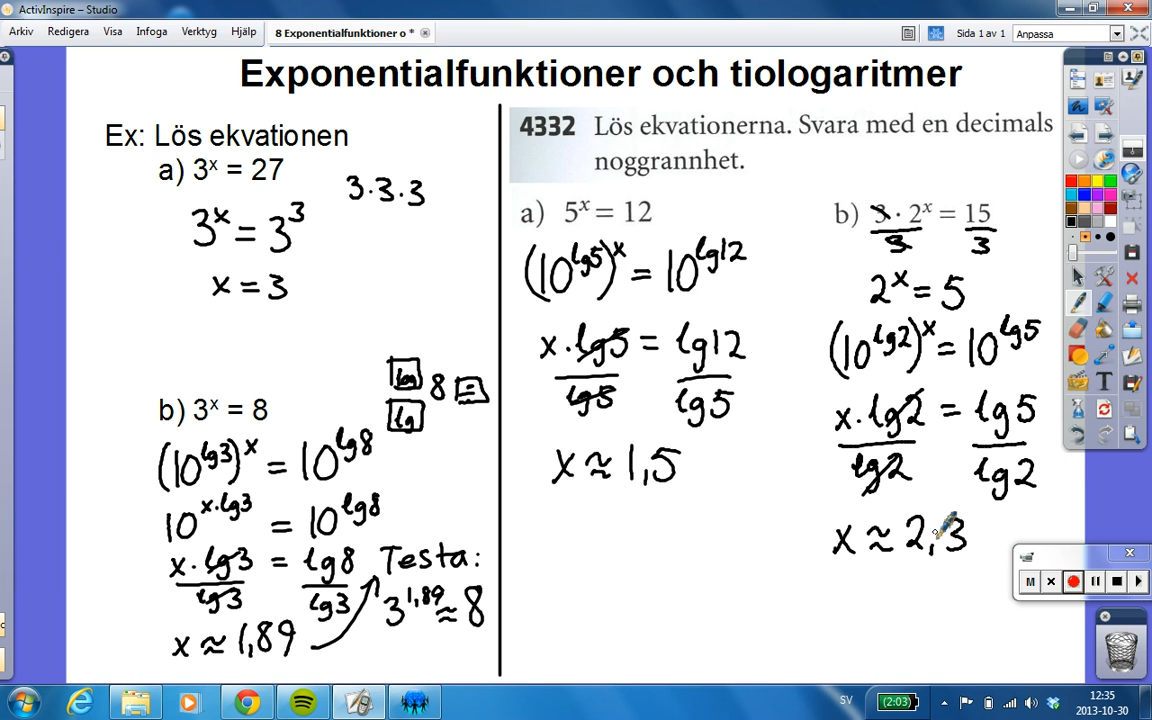 ActivInspire – Studio
Arkiv Redigera Visa Infoga Verktyg Hjälp
8 Exponentialfunktioner o *
Sida 1 av 1
Anpassa
Exponentialfunktioner och tiologaritmer
Ex: Lös ekvationen
a) 3ˣ = 27
3·3·3
3ˣ = 3³
x = 3
b) 3ˣ = 8
log 8 =
lg
(10^lg3)^x = 10^lg8
10^x·lg3 = 10^lg8
x·lg3 = lg8
lg3 lg3
x ≈ 1,89
Testa:
3^1,89 ≈ 8
4332 Lös ekvationerna. Svara med en decimals
noggrannhet.
a) 5ˣ = 12
(10^lg5)^x = 10^lg12
x·lg5 = lg12
lg5 lg5
x ≈ 1,5
b) 3 · 2ˣ = 15
3 3
2ˣ = 5
(10^lg2)^x = 10^lg5
x·lg2 = lg5
lg2 lg2
x ≈ 2,3
M
T
SV
(2:03)
12:35
2013-10-30